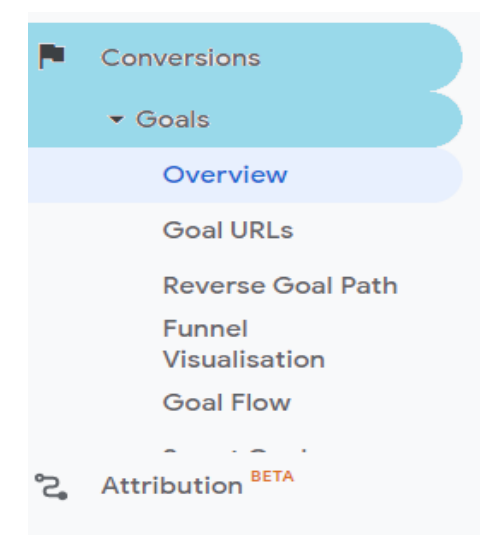 Conversions
Goals
Overview
Goal URLs
Reverse Goal Path
Funnel
Visualisation
Goal Flow
Attribution BETA